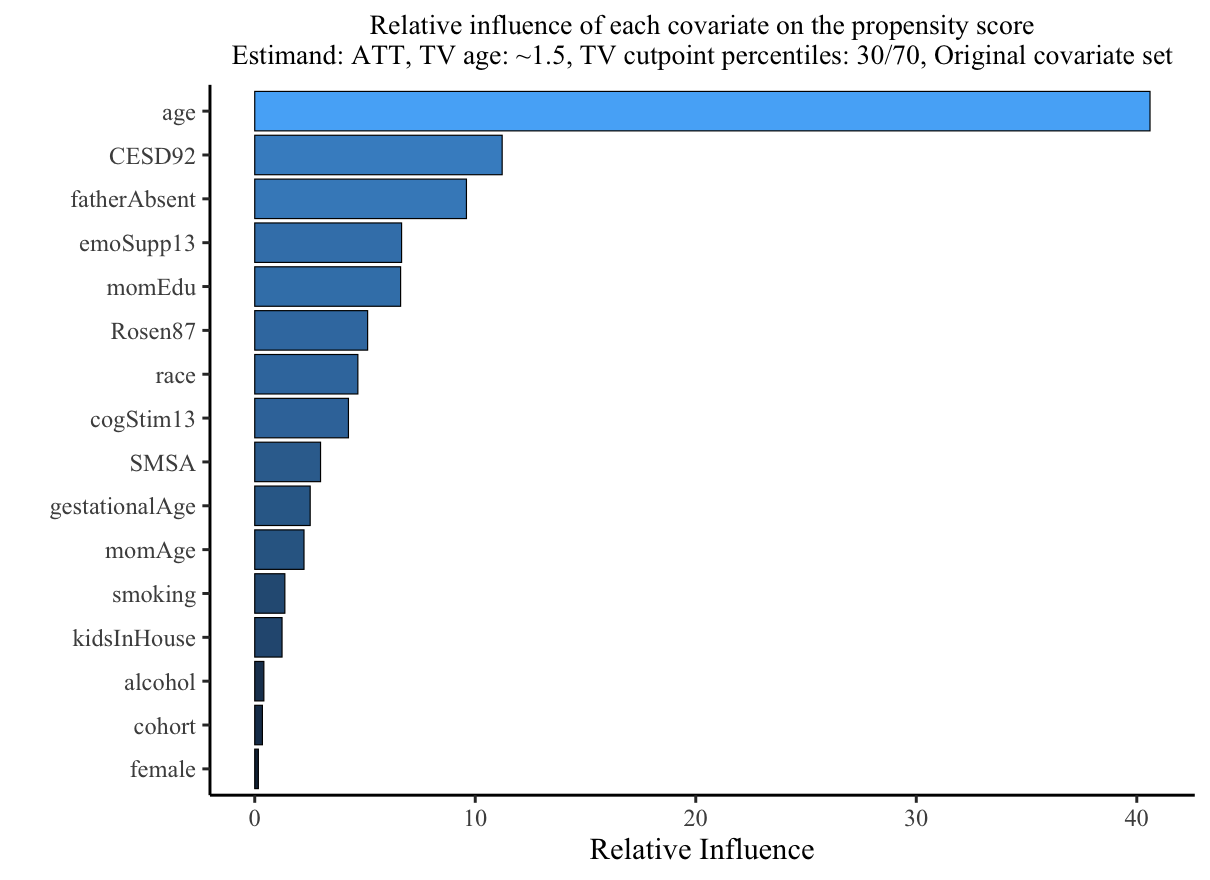 Relative influence of each covariate on the propensity score
Estimand: ATT, TV age: ~1.5, TV cutpoint percentiles: 30/70, Original covariate set
age
CESD92
fatherAbsent
emoSupp13
momEdu
Rosen87
race
cogStim13
SMSA
gestationalAge
momAge
smoking
kidsInHouse
alcohol
cohort
female
0 10 20 30 40
Relative Influence